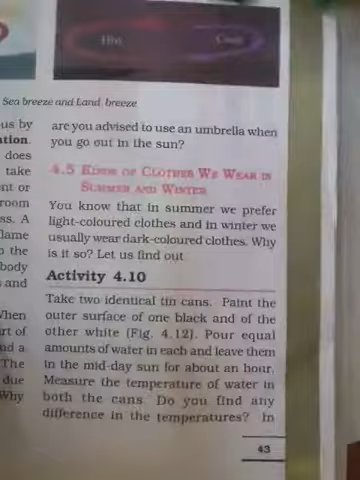 Hot
Cool
Sea breeze and Land breeze
us by
ation.
does
take
nt or
room
ss. A
lame
o the
body
and
When
art of
nd a
The
due
Why
are you advised to use an umbrella when
you go out in the sun?
4.5 KINDS OF CLOTHES WE WEAR IN
SUMMER AND WINTER
You know that in summer we prefer
light-coloured clothes and in winter we
usually wear dark-coloured clothes. Why
is it so? Let us find out
Activity 4.10
Take two identical tin cans. Paint the
outer surface of one black and of the
other white (Fig. 4.12). Pour equal
amounts of water in each and leave them
in the mid-day sun for about an hour.
Measure the temperature of water in
both the cans. Do you find any
difference in the temperatures? In
43